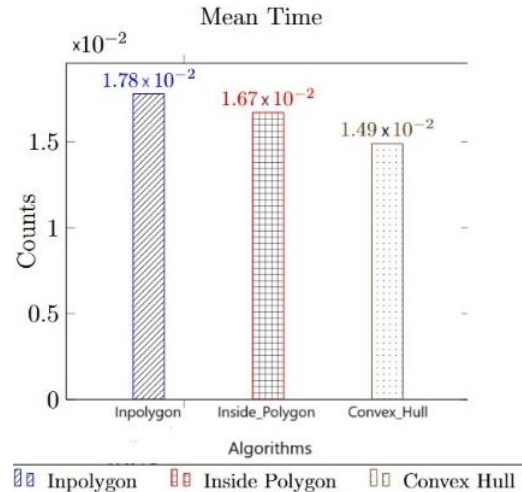 Mean Time
×10⁻²
1.78 × 10⁻²
1.67 × 10⁻²
1.49 × 10⁻²
1.5
1
0.5
0
Counts
Inpolygon Inside_Polygon Convex_Hull
Algorithms
Inpolygon Inside Polygon Convex Hull